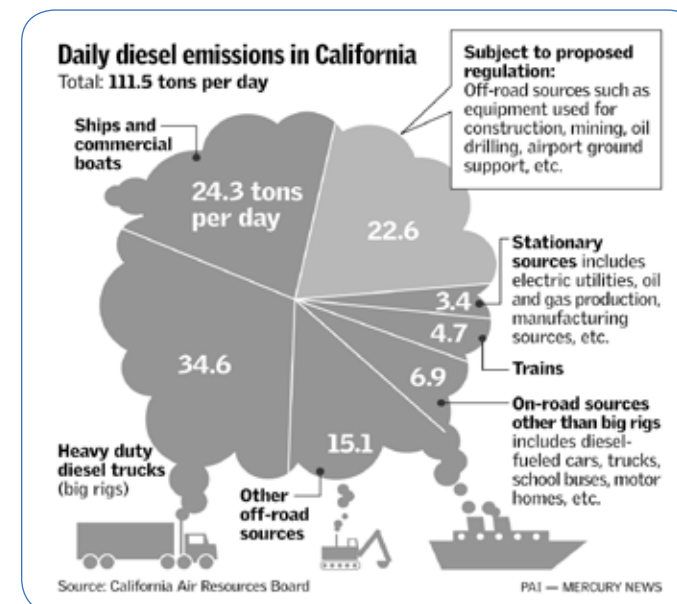 Daily diesel emissions in California
Total: 111.5 tons per day
Subject to proposed
regulation:
Off-road sources such as
equipment used for
construction, mining, oil
drilling, airport ground
support, etc.
Ships and
commercial
boats
24.3 tons
per day
22.6
Stationary
sources includes
electric utilities, oil
and gas production,
manufacturing
sources, etc.
3.4
4.7
Trains
34.6
6.9
On-road sources
other than big rigs
includes diesel-
fueled cars, trucks,
school buses, motor
homes, etc.
15.1
Heavy duty
diesel trucks
(big rigs)
Other
off-road
sources
Source: California Air Resources Board
PAI — MERCURY NEWS